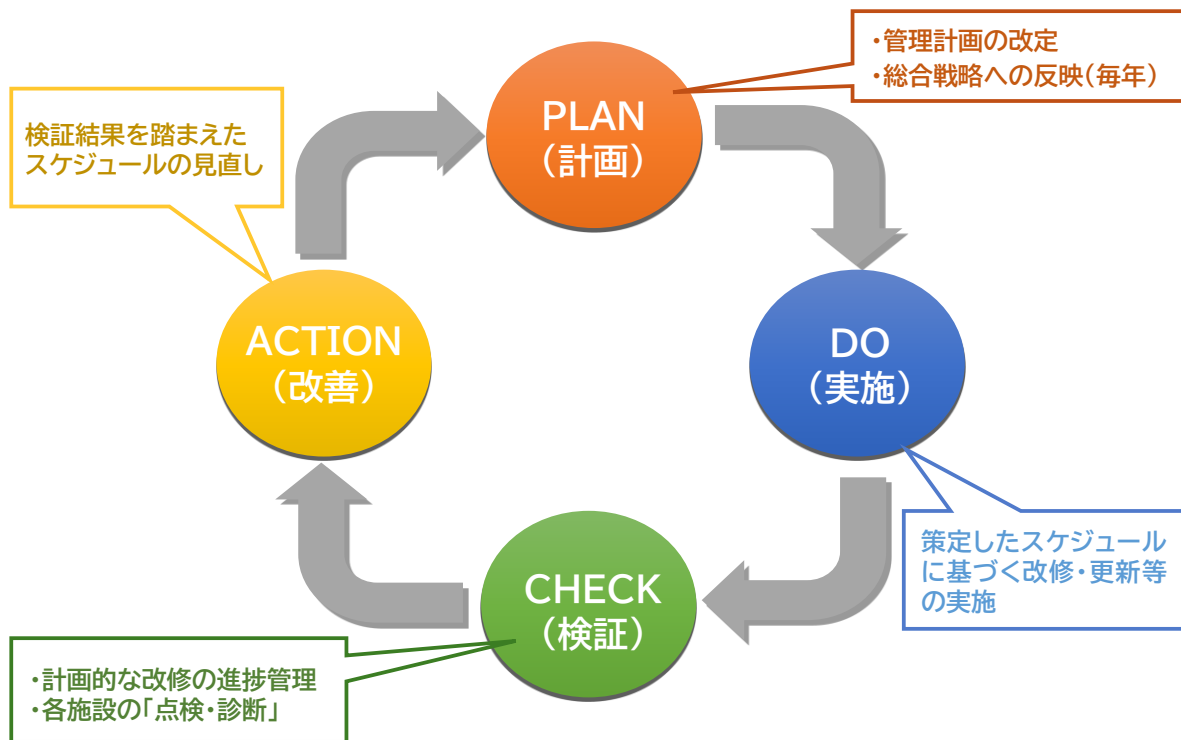 ・管理計画の改定
・総合戦略への反映（毎年）
PLAN
（計画）
検証結果を踏まえた
スケジュールの見直し
ACTION
（改善）
DO
（実施）
策定したスケジュール
に基づく改修・更新等
の実施
CHECK
（検証）
・計画的な改修の進捗管理
・各施設の「点検・診断」